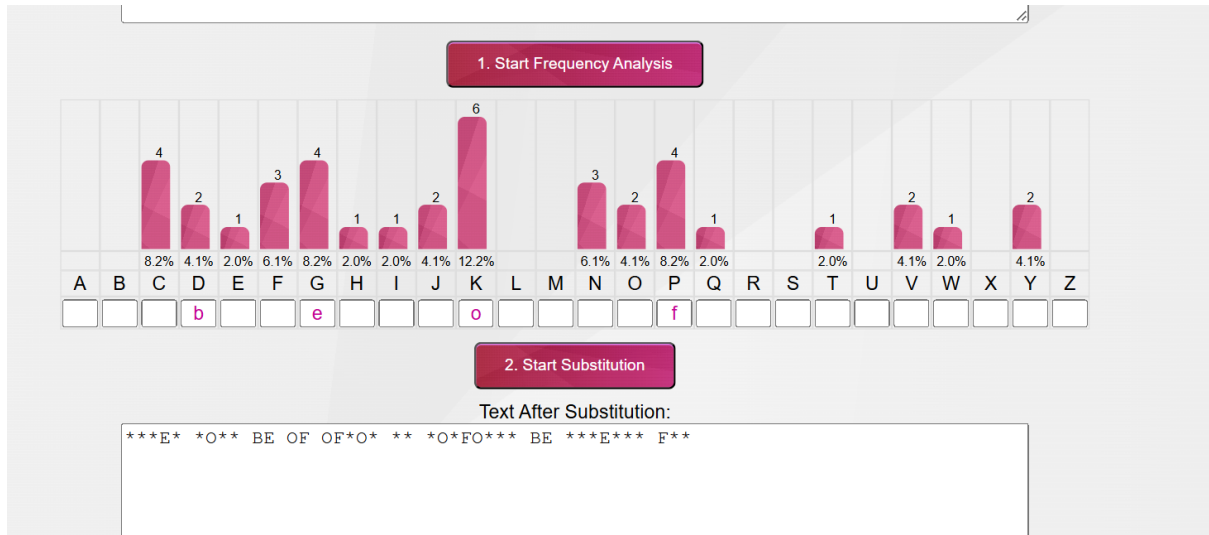 1. Start Frequency Analysis
6
4 4 4
3 3
2 2 2 2 2
1 1 1 1 1 1
8.2% 4.1% 2.0% 6.1% 8.2% 2.0% 2.0% 4.1% 12.2% 6.1% 4.1% 8.2% 2.0% 2.0% 4.1% 2.0% 4.1%
A B C D E F G H I J K L M N O P Q R S T U V W X Y Z
b e o f
2. Start Substitution
Text After Substitution:
***E* *O** BE OF OF*O* ** *O*FO*** BE ***E*** F**